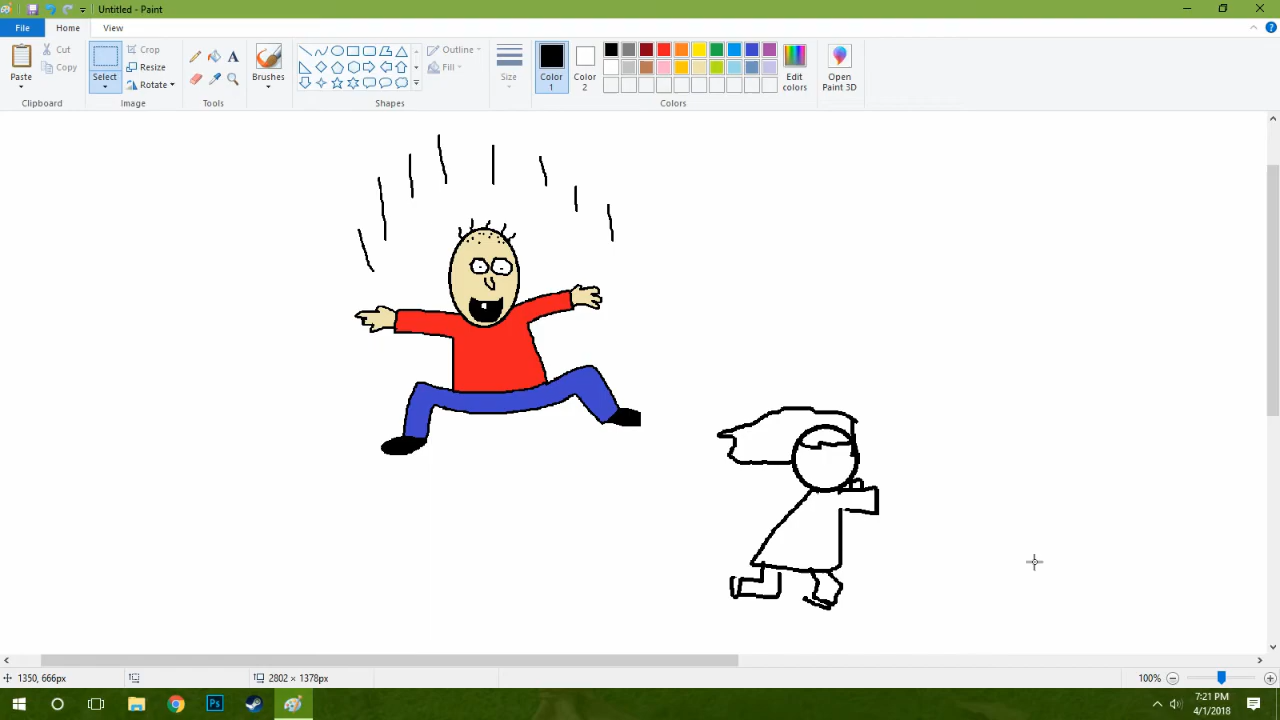 Untitled - Paint
File
Home
View
Paste
Cut
Copy
Clipboard
Select
Crop
Resize
Rotate
Image
A
Tools
Brushes
Outline
Fill
Shapes
Size
Color
1
Color
2
Colors
Edit
colors
Open
Paint 3D
1350, 666px
2802 × 1378px
100%
Ps
7:21 PM
4/1/2018